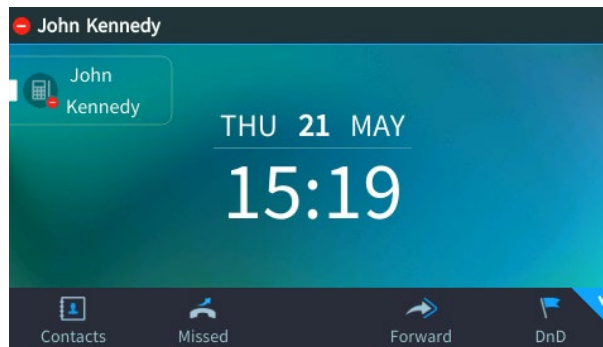 John Kennedy
John
Kennedy
THU 21 MAY
15:19
Contacts Missed Forward DnD